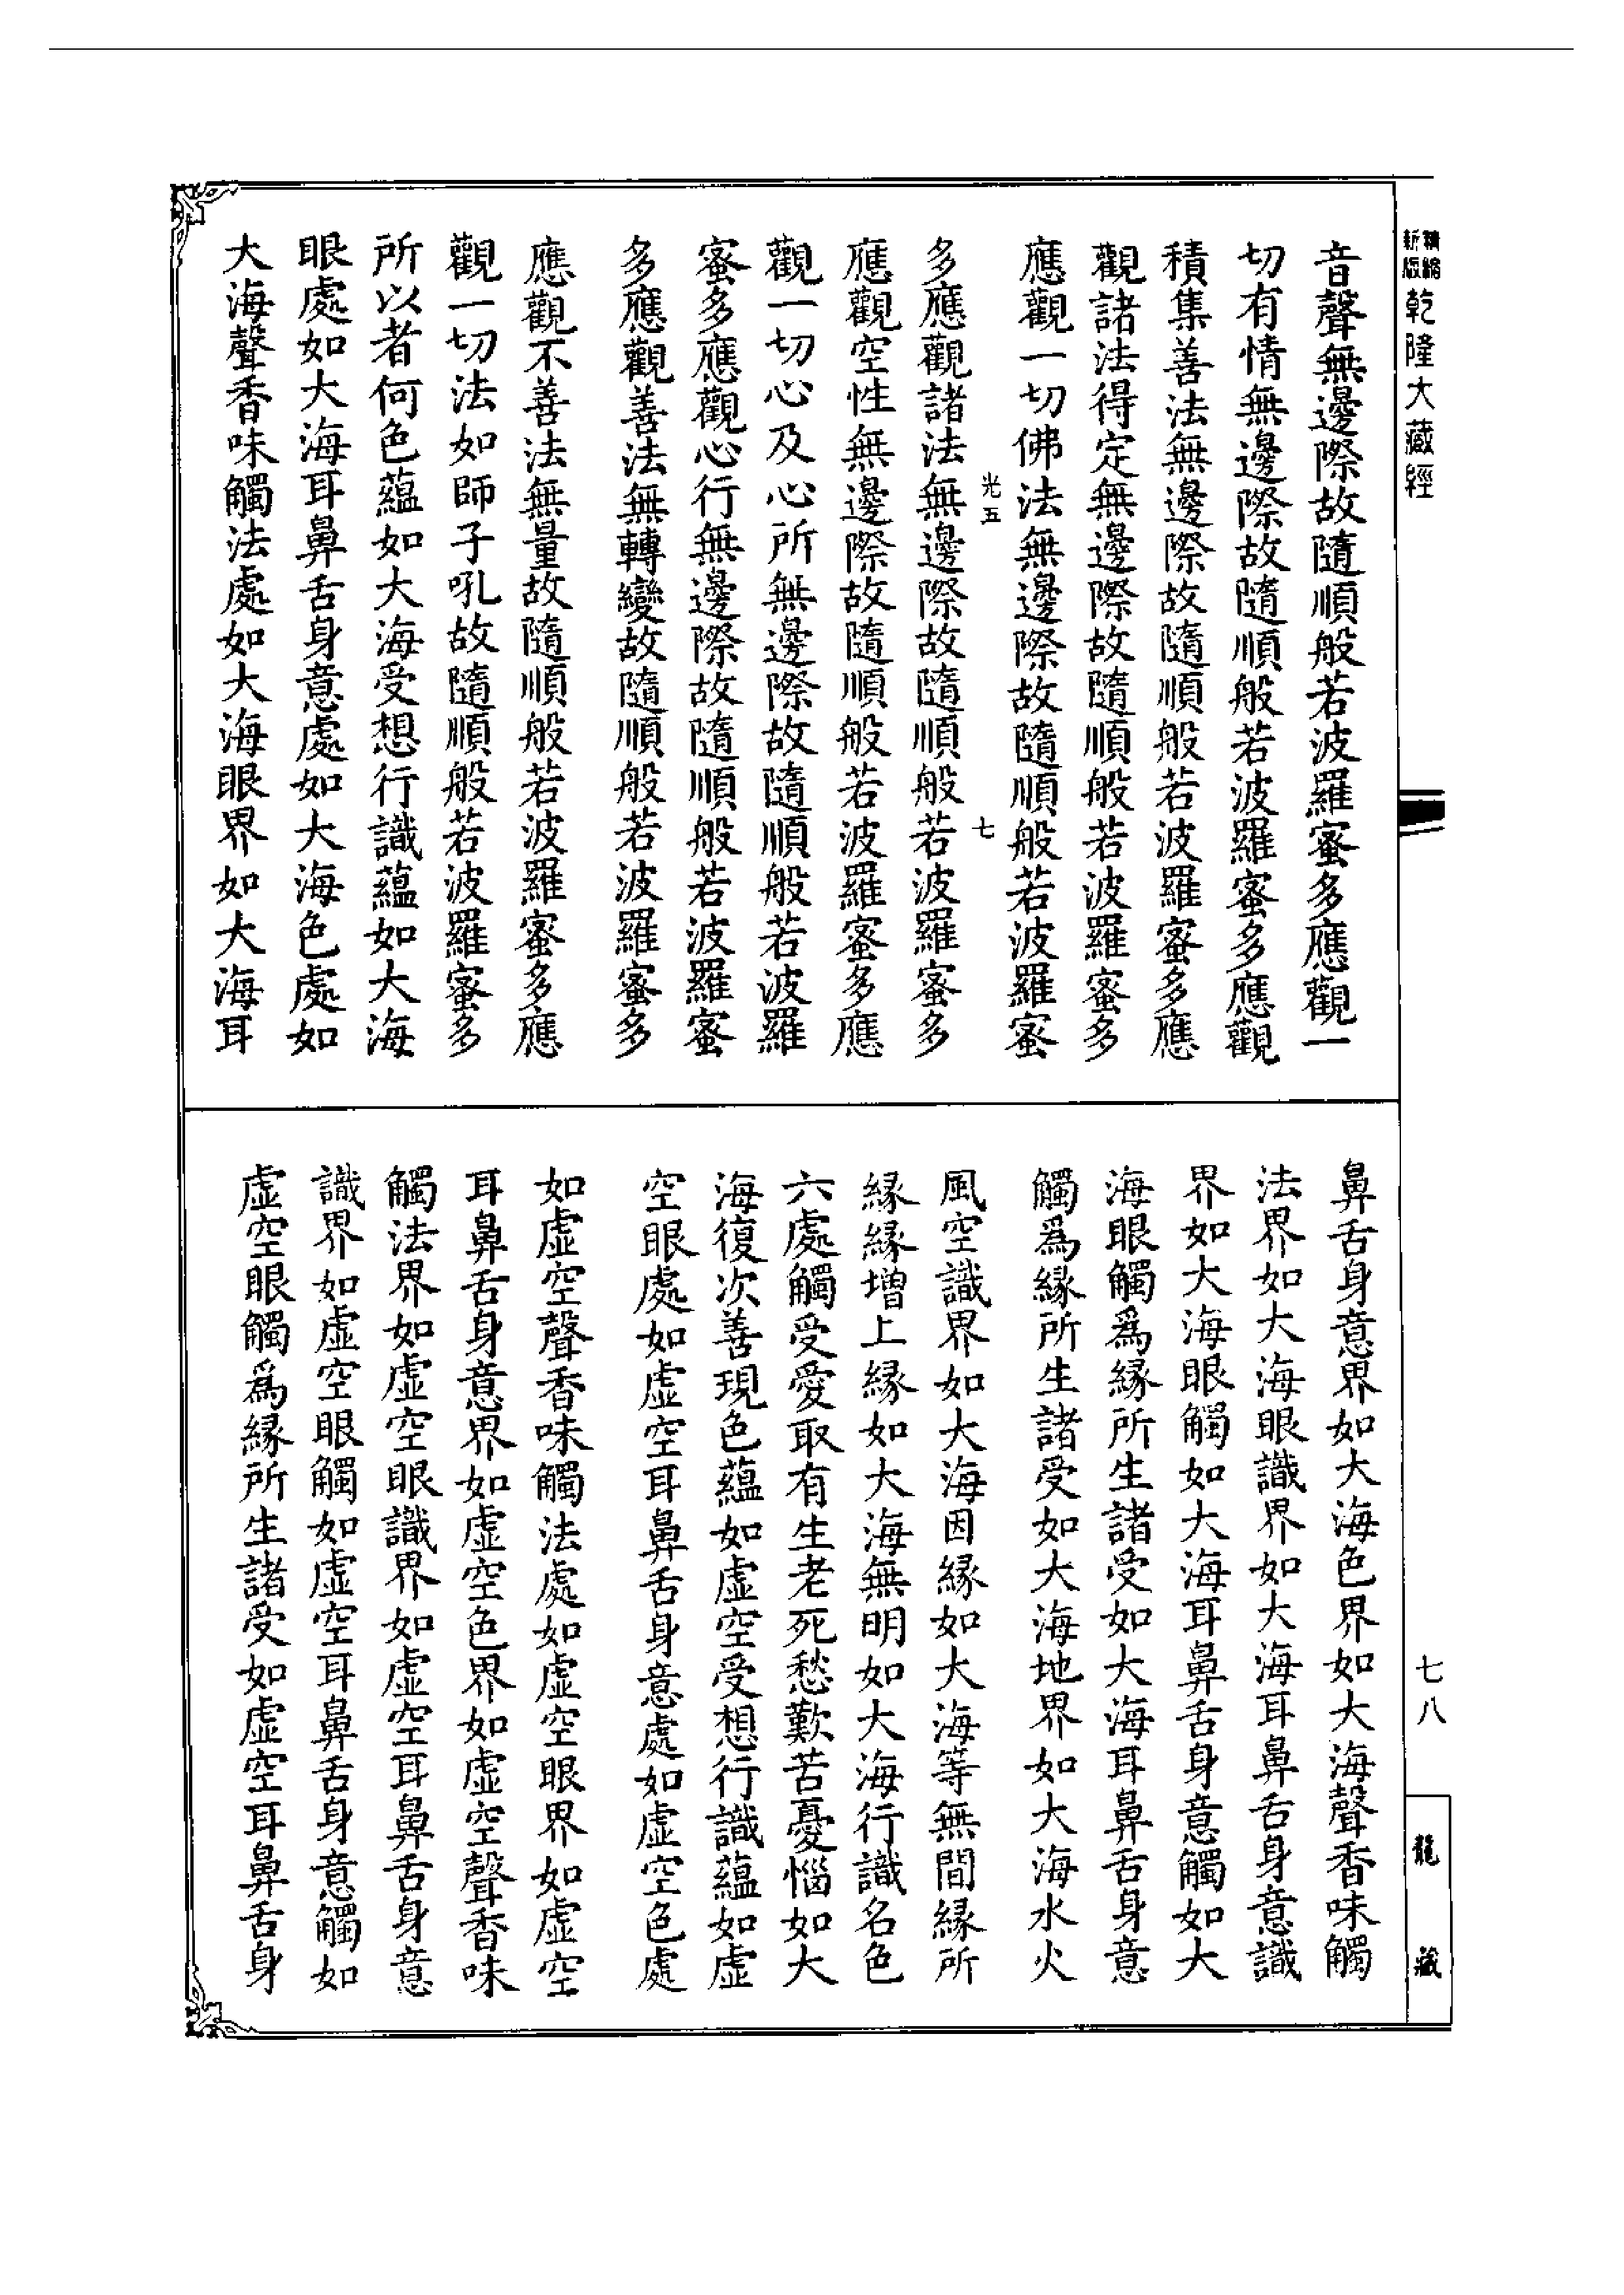 精縮新版乾隆大藏經
音聲無邊際故隨順般若波羅蜜多應觀一
切有情無邊際故隨順般若波羅蜜多應觀
積集善法無邊際故隨順般若波羅蜜多應
觀諸法得定無邊際故隨順般若波羅蜜多
應觀一切佛法無邊際故隨順般若波羅蜜
光五 七
多應觀諸法無邊際故隨順般若波羅蜜多
應觀空性無邊際故隨順般若波羅蜜多應
觀一切心及心所無邊際故隨順般若波羅
蜜多應觀心行無邊際故隨順般若波羅蜜
多應觀善法無轉變故隨順般若波羅蜜多
應觀不善法無量故隨順般若波羅蜜多應
觀一切法如師子吼故隨順般若波羅蜜多
所以者何色蘊如大海受想行識蘊如大海
眼處如大海耳鼻舌身意處如大海色處如
大海聲香味觸法處如大海眼界如大海耳
鼻舌身意界如大海色界如大海聲香味觸
法界如大海眼識界如大海耳鼻舌身意識
界如大海眼觸如大海耳鼻舌身意觸如大
海眼觸爲緣所生諸受如大海耳鼻舌身意
觸爲緣所生諸受如大海地界如大海水火
風空識界如大海因緣如大海等無間緣所
緣緣增上緣如大海無明如大海行識名色
六處觸受愛取有生老死愁歎苦憂惱如大
海復次善現色蘊如虛空受想行識蘊如虛
空眼處如虛空耳鼻舌身意處如虛空色處
如虛空聲香味觸法處如虛空眼界如虛空
耳鼻舌身意界如虛空色界如虛空聲香味
觸法界如虛空眼識界如虛空耳鼻舌身意
識界如虛空眼觸如虛空耳鼻舌身意觸如
虛空眼觸爲緣所生諸受如虛空耳鼻舌身
七八
龍藏